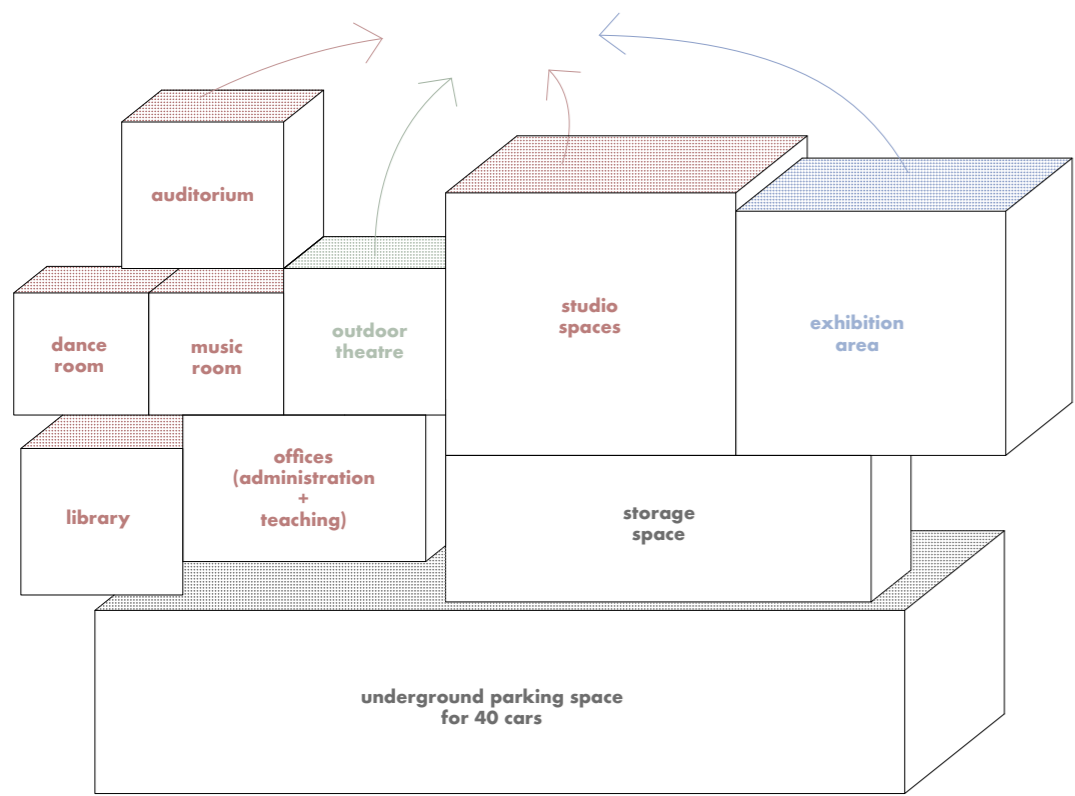 auditorium
dance
room
music
room
outdoor
theatre
studio
spaces
exhibition
area
library
offices
(administration
+
teaching)
storage
space
underground parking space
for 40 cars